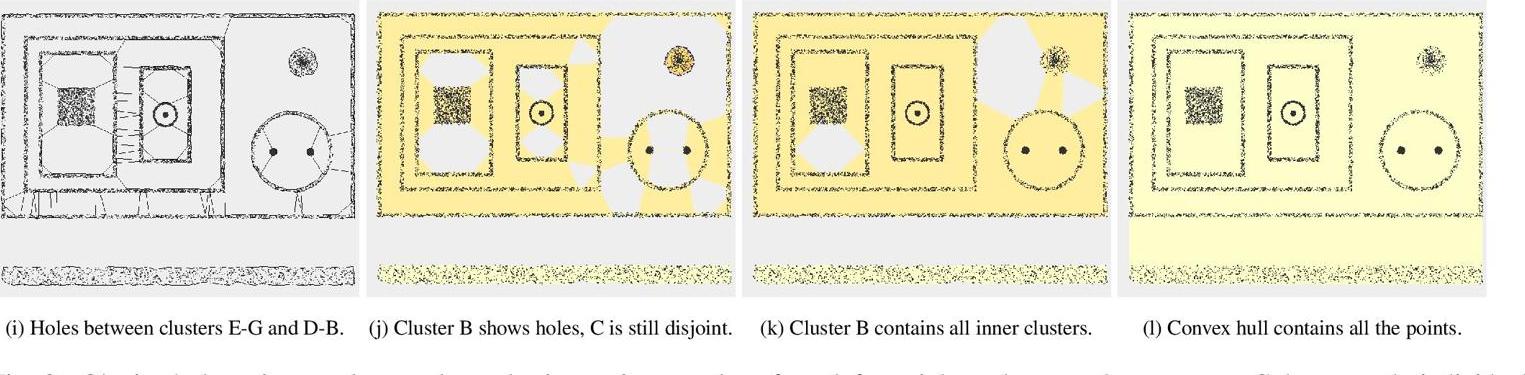 (i) Holes between clusters E-G and D-B.
(j) Cluster B shows holes, C is still disjoint.
(k) Cluster B contains all inner clusters.
(l) Convex hull contains all the points.